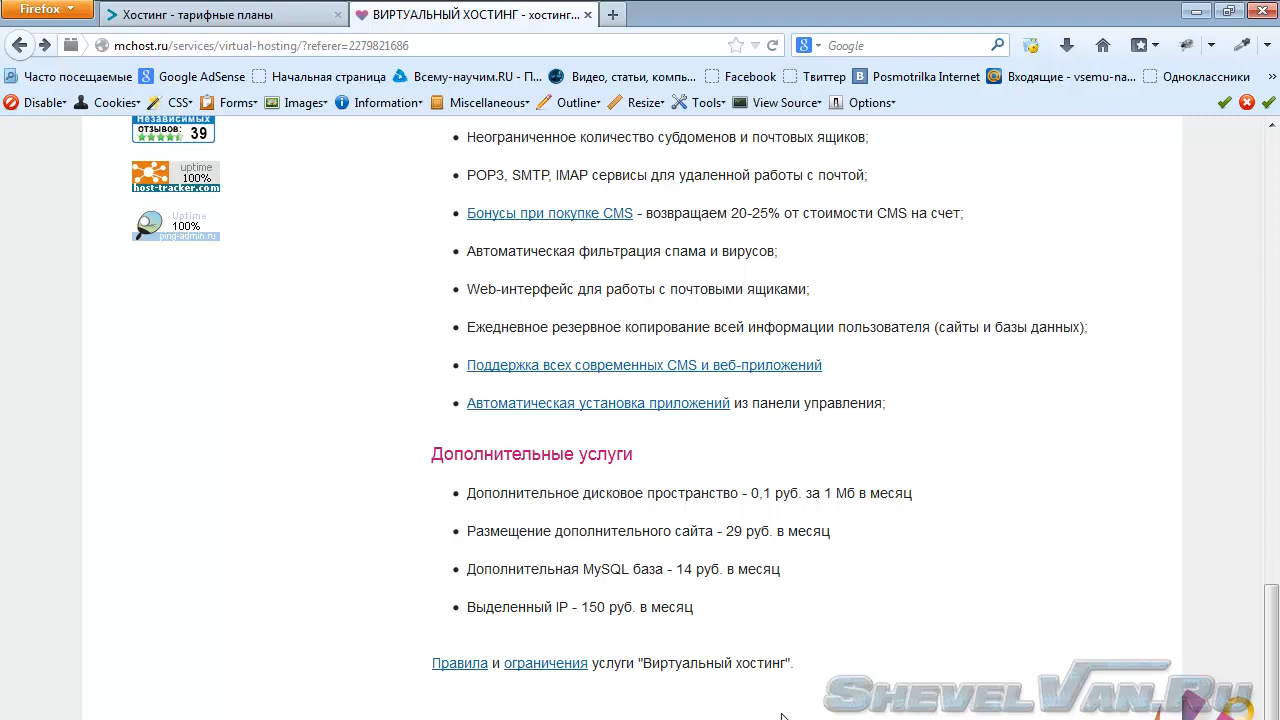 Firefox
Хостинг - тарифные планы
ВИРТУАЛЬНЫЙ ХОСТИНГ - хостинг...
mchost.ru/services/virtual-hosting/?referer=2279821686
Google
Часто посещаемые
Google AdSense
Начальная страница
Всему-научим.RU - П...
Видео, статьи, компь...
Facebook
Твиттер
Posmotrilka Internet
Входящие - vsemu-na...
Одноклассники
Disable
Cookies
CSS
Forms
Images
Information
Miscellaneous
Outline
Resize
Tools
View Source
Options
Независимых
отзывов: 39
uptime
100%
host-tracker.com
Uptime
100%
ping-admin.ru
Неограниченное количество субдоменов и почтовых ящиков;
POP3, SMTP, IMAP сервисы для удаленной работы с почтой;
Бонусы при покупке CMS - возвращаем 20-25% от стоимости CMS на счет;
Автоматическая фильтрация спама и вирусов;
Web-интерфейс для работы с почтовыми ящиками;
Ежедневное резервное копирование всей информации пользователя (сайты и базы данных);
Поддержка всех современных CMS и веб-приложений
Автоматическая установка приложений из панели управления;
Дополнительные услуги
Дополнительное дисковое пространство - 0,1 руб. за 1 Мб в месяц
Размещение дополнительного сайта - 29 руб. в месяц
Дополнительная MySQL база - 14 руб. в месяц
Выделенный IP - 150 руб. в месяц
Правила и ограничения услуги "Виртуальный хостинг".
ShevelVan.Ru